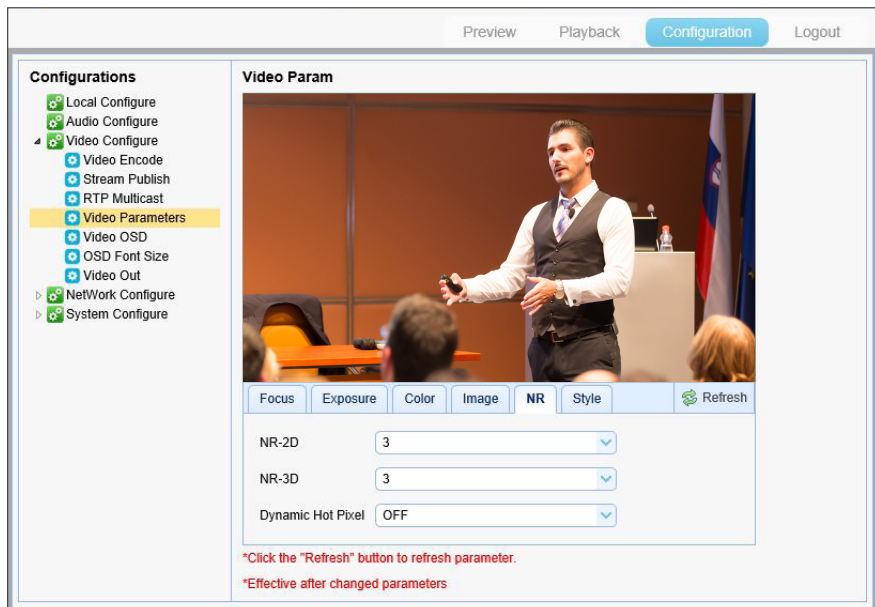 Preview Playback Configuration Logout
Configurations
Local Configure
Audio Configure
Video Configure
Video Encode
Stream Publish
RTP Multicast
Video Parameters
Video OSD
OSD Font Size
Video Out
NetWork Configure
System Configure
Video Param
Focus Exposure Color Image NR Style Refresh
NR-2D 3
NR-3D 3
Dynamic Hot Pixel OFF
*Click the "Refresh" button to refresh parameter.
*Effective after changed parameters